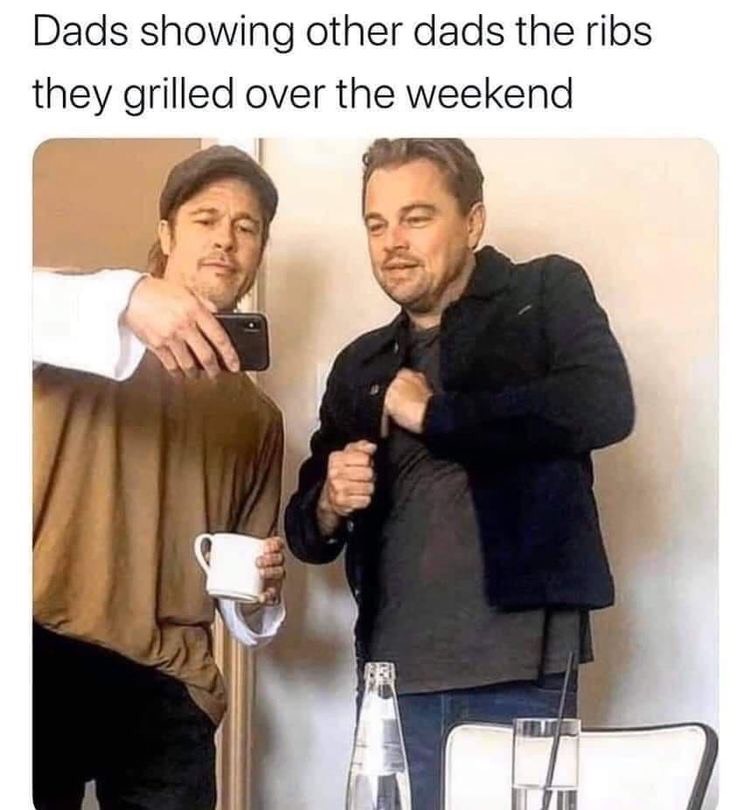 Dads showing other dads the ribs
they grilled over the weekend